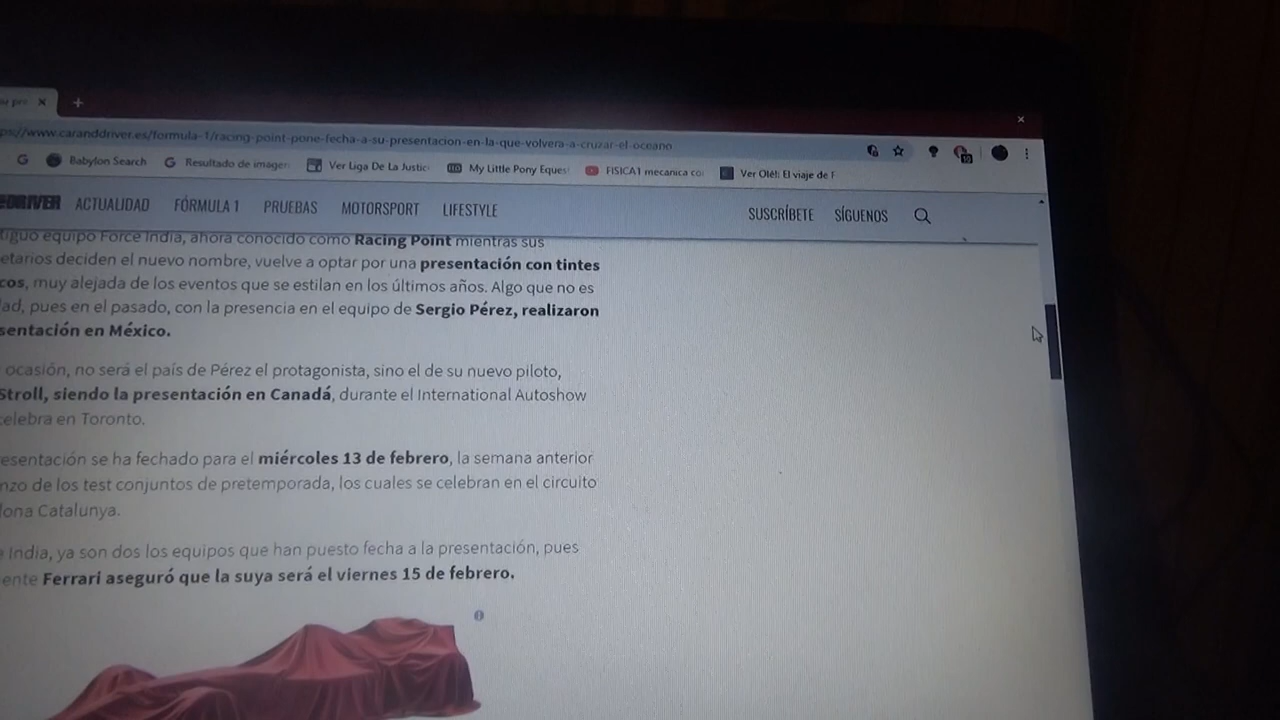 ps://www.caranddriver.es/formula-1/racing-point-pone-fecha-a-su-presentacion-en-la-que-volvera-a-cruzar-el-oceano
Babylon Search Resultado de imagen Ver Liga De La Justic My Little Pony Equest FISICA1 mecanica co Ver Olé!: El viaje de F
DRIVER ACTUALIDAD FÓRMULA 1 PRUEBAS MOTORSPORT LIFESTYLE SUSCRÍBETE SÍGUENOS
tiguo equipo Force India, ahora conocido como Racing Point mientras sus
etarios deciden el nuevo nombre, vuelve a optar por una presentación con tintes
cos, muy alejada de los eventos que se estilan en los últimos años. Algo que no es
dad, pues en el pasado, con la presencia en el equipo de Sergio Pérez, realizaron
sentación en México.
ocasión, no será el país de Pérez el protagonista, sino el de su nuevo piloto,
Stroll, siendo la presentación en Canadá, durante el International Autoshow
celebra en Toronto.
esentación se ha fechado para el miércoles 13 de febrero, la semana anterior
nzo de los test conjuntos de pretemporada, los cuales se celebran en el circuito
lona Catalunya.
e India, ya son dos los equipos que han puesto fecha a la presentación, pues
ente Ferrari aseguró que la suya será el viernes 15 de febrero.